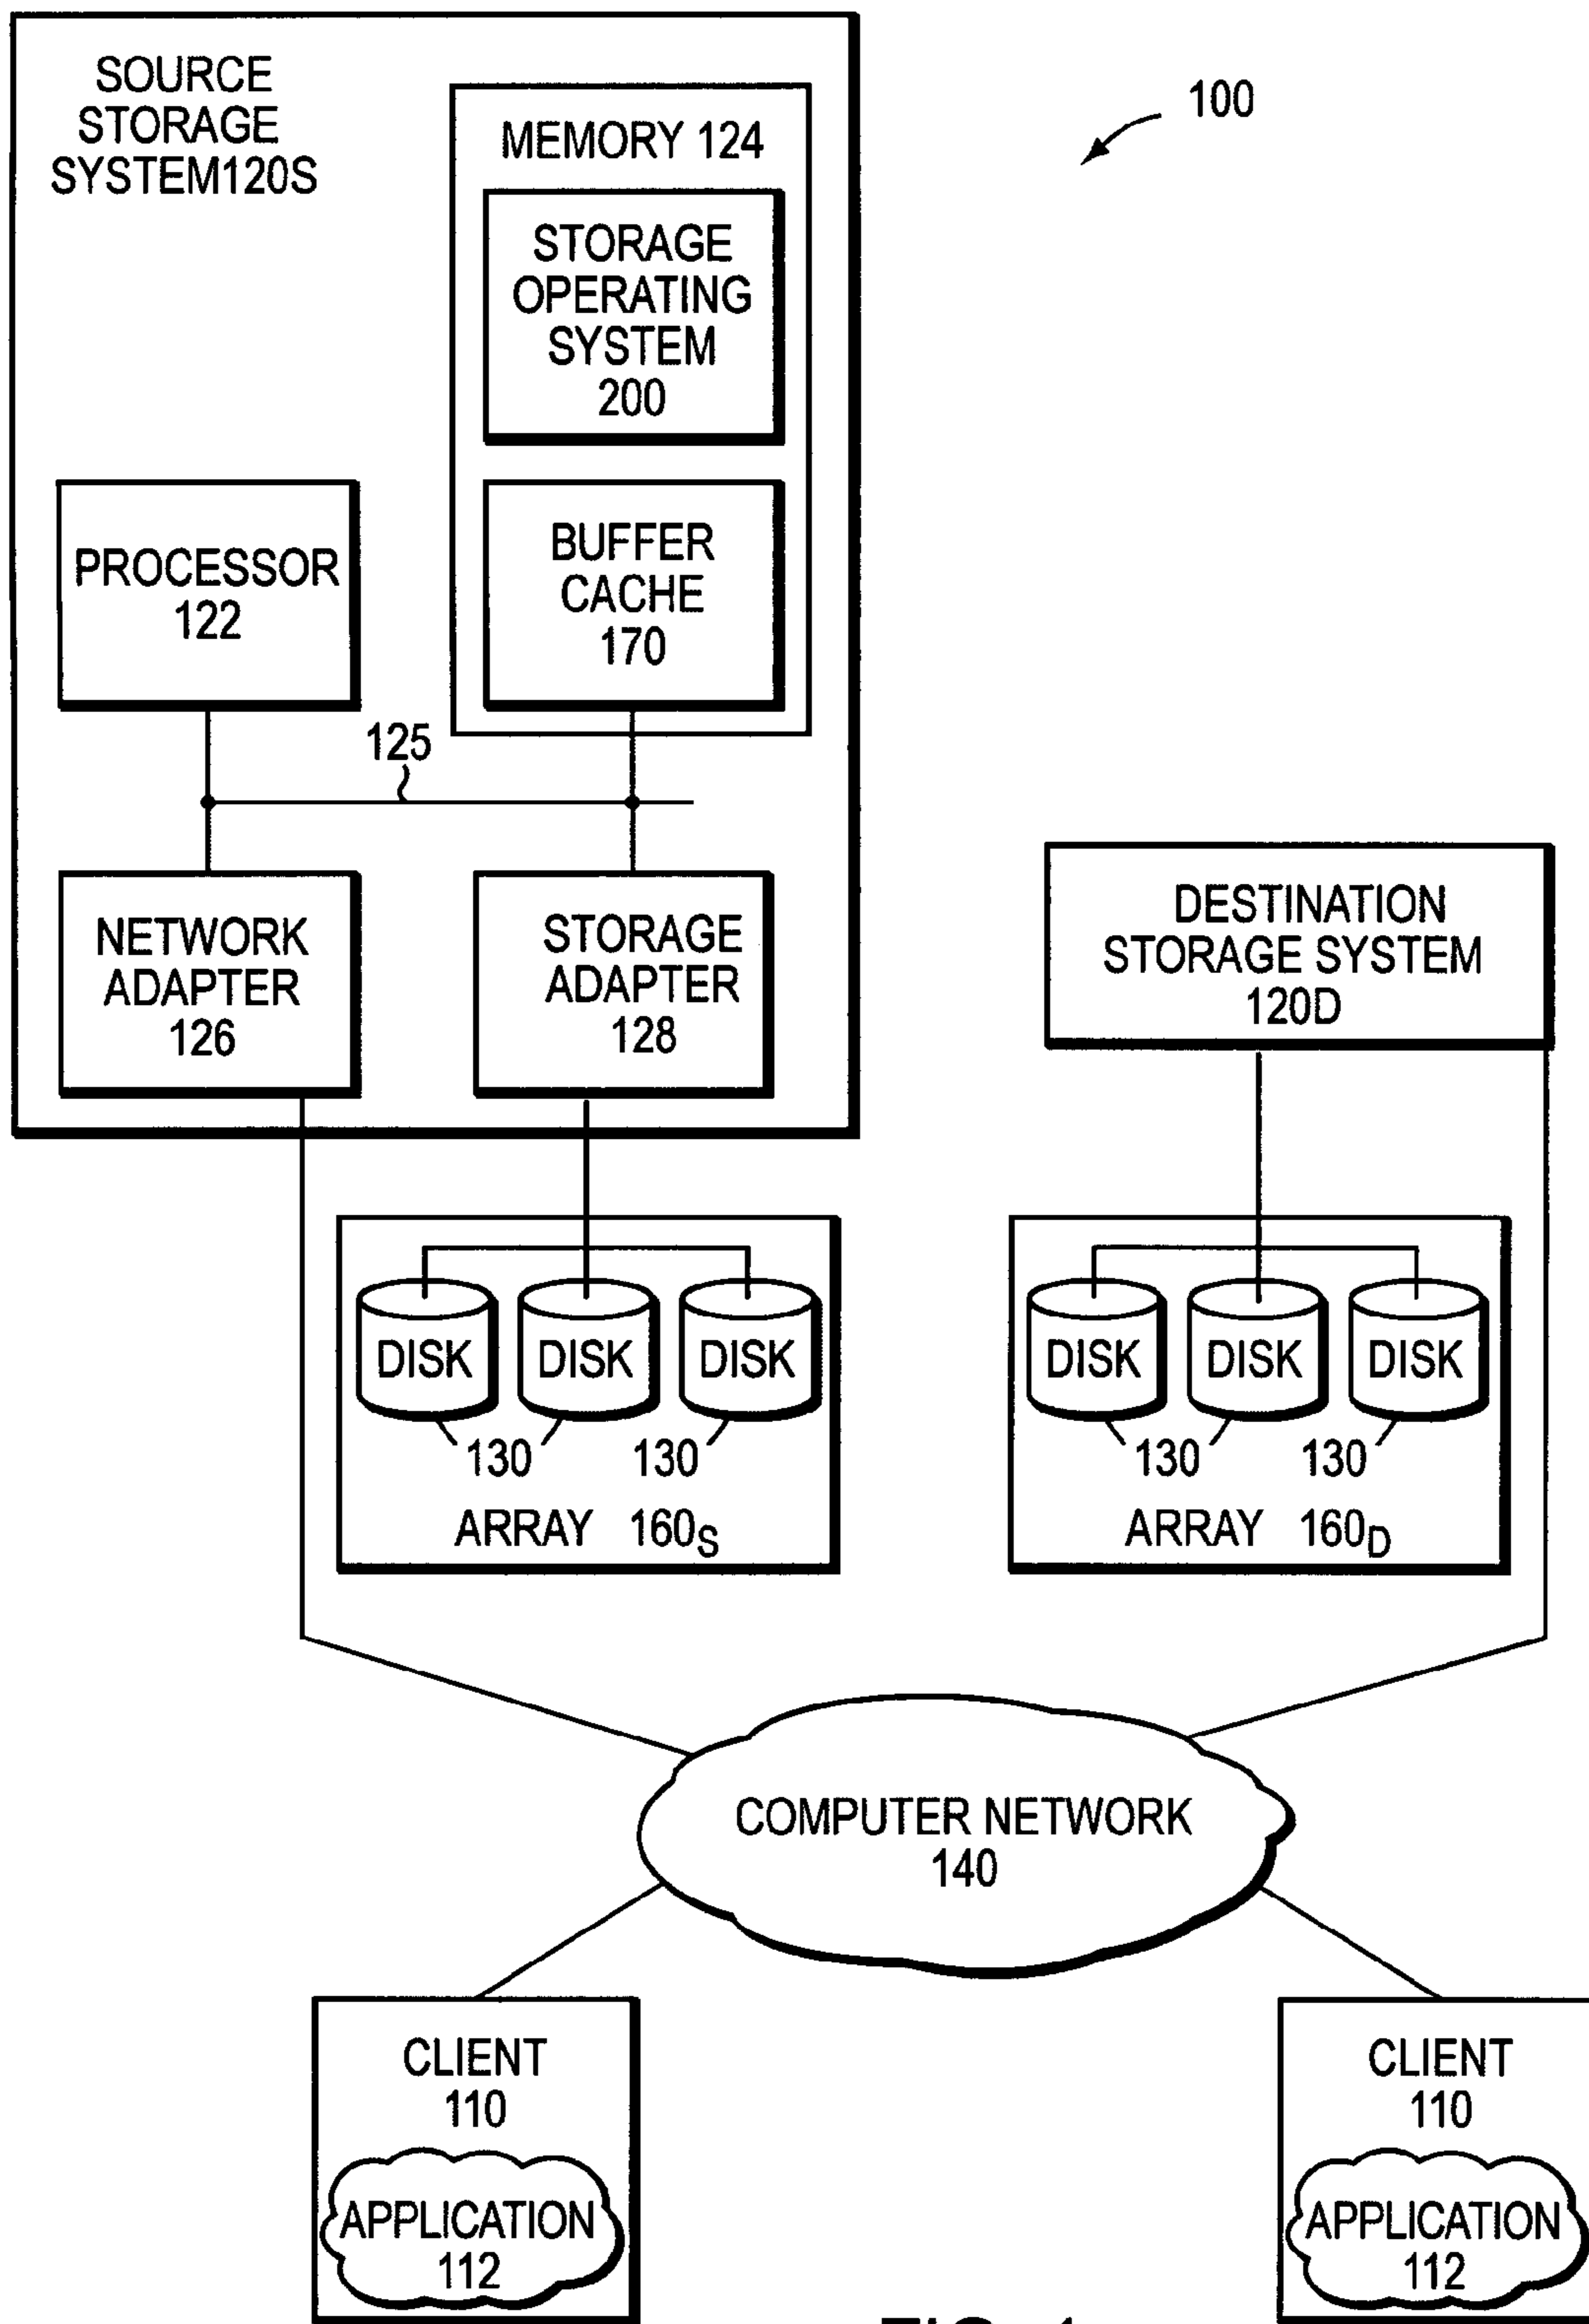 SOURCE
STORAGE
SYSTEM120S
MEMORY 124
STORAGE
OPERATING
SYSTEM
200
BUFFER
CACHE
170
PROCESSOR
122
125
NETWORK
ADAPTER
126
STORAGE
ADAPTER
128
100
DESTINATION
STORAGE SYSTEM
120D
DISK DISK DISK
130 130
ARRAY 160S
DISK DISK DISK
130 130
ARRAY 160D
COMPUTER NETWORK
140
CLIENT
110
APPLICATION
112
CLIENT
110
APPLICATION
112